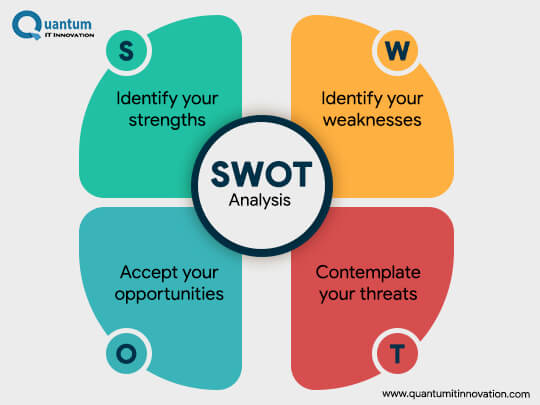 Quantum
IT Innovation
S
Identify your
strengths
W
Identify your
weaknesses
SWOT
Analysis
Accept your
opportunities
O
Contemplate
your threats
T
www.quantumitinnovation.com